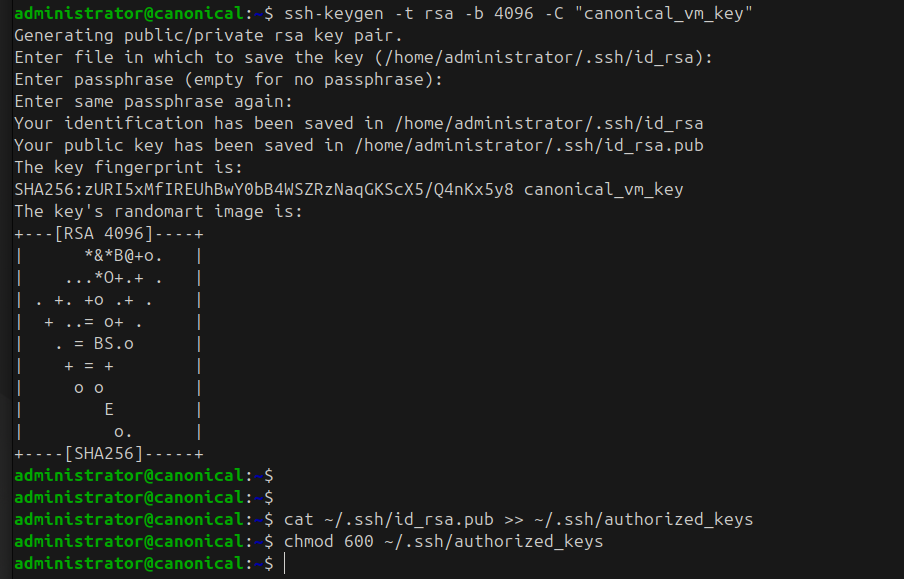 administrator@canonical:~$ ssh-keygen -t rsa -b 4096 -C "canonical_vm_key"
Generating public/private rsa key pair.
Enter file in which to save the key (/home/administrator/.ssh/id_rsa):
Enter passphrase (empty for no passphrase):
Enter same passphrase again:
Your identification has been saved in /home/administrator/.ssh/id_rsa
Your public key has been saved in /home/administrator/.ssh/id_rsa.pub
The key fingerprint is:
SHA256:zURI5xMfIREUhBwY0bB4WSZRzNaqGKScX5/Q4nKx5y8 canonical_vm_key
The key's randomart image is:
+---[RSA 4096]----+
|      *&*B@+o.   |
|    ...*O+.+ .   |
| . +. +o .+ .    |
|  + ..= o+ .     |
|   . = BS.o      |
|    + = +        |
|     o o         |
|        E        |
|         o.      |
+----[SHA256]-----+
administrator@canonical:~$
administrator@canonical:~$
administrator@canonical:~$ cat ~/.ssh/id_rsa.pub >> ~/.ssh/authorized_keys
administrator@canonical:~$ chmod 600 ~/.ssh/authorized_keys
administrator@canonical:~$